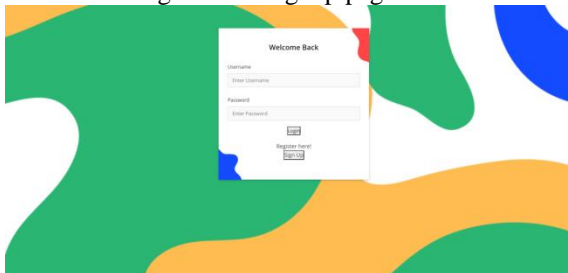 Welcome Back
Username
Enter Username
Password
Enter Password
Login
Register here!
Sign Up